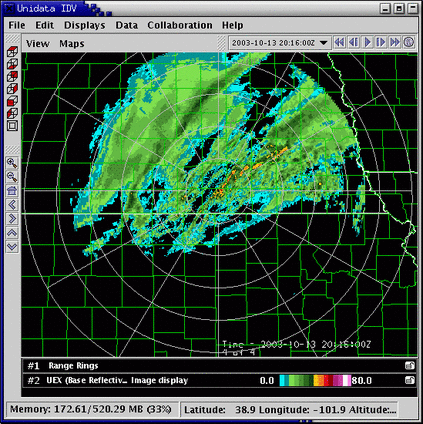 Unidata IDV
File Edit Displays Data Collaboration Help
View Maps
2003-10-13 20:16:00Z
Time - 2003-10-13 20:16:00Z
4 of 4
#1 Range Rings
#2 UEX (Base Reflectiv... Image display 0.0 80.0
Memory: 172.61/520.29 MB (33%) Latitude: 38.9 Longitude: -101.9 Altitude:...